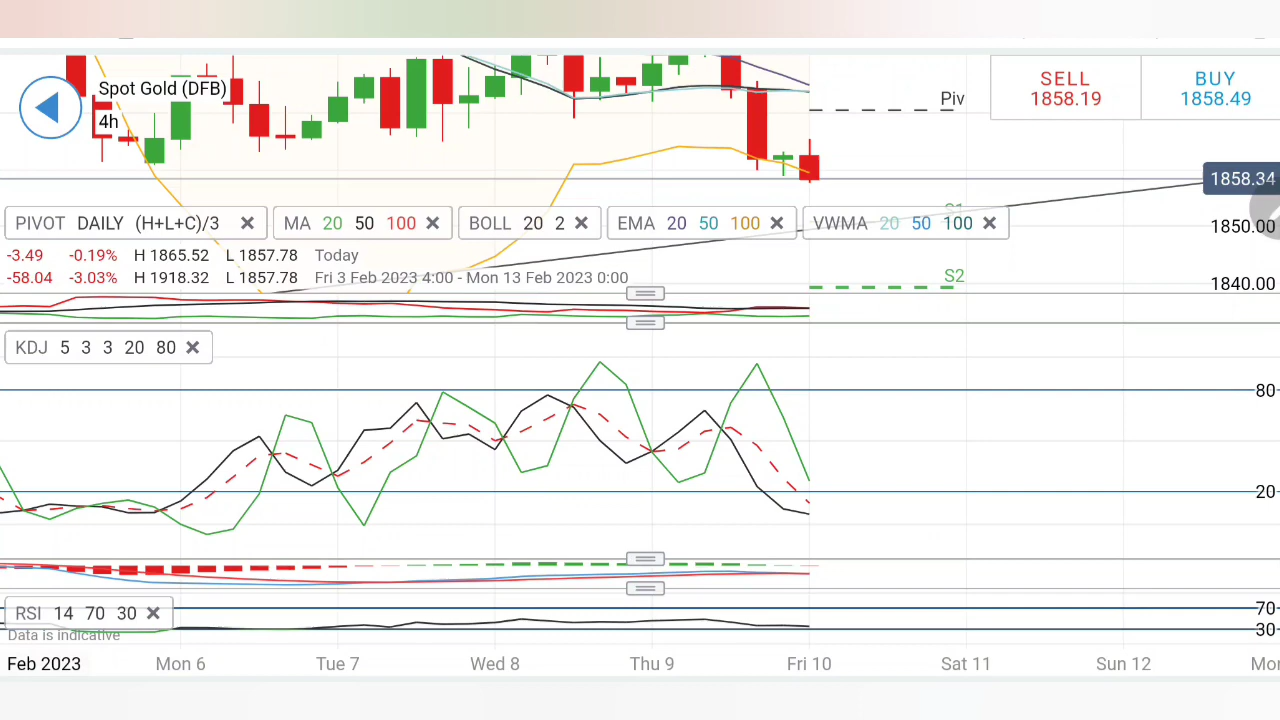 Spot Gold (DFB)
4h
Piv
SELL
1858.19
BUY
1858.49
1858.34
PIVOT DAILY (H+L+C)/3
MA 20 50 100
BOLL 20 2
EMA 20 50 100
VWMA 20 50 100
S1
1850.00
-3.49 -0.19% H 1865.52 L 1857.78 Today
-58.04 -3.03% H 1918.32 L 1857.78 Fri 3 Feb 2023 4:00 - Mon 13 Feb 2023 0:00
S2
1840.00
KDJ 5 3 3 20 80
80
20
RSI 14 70 30
70
30
Data is indicative
Feb 2023 Mon 6 Tue 7 Wed 8 Thu 9 Fri 10 Sat 11 Sun 12 Mo